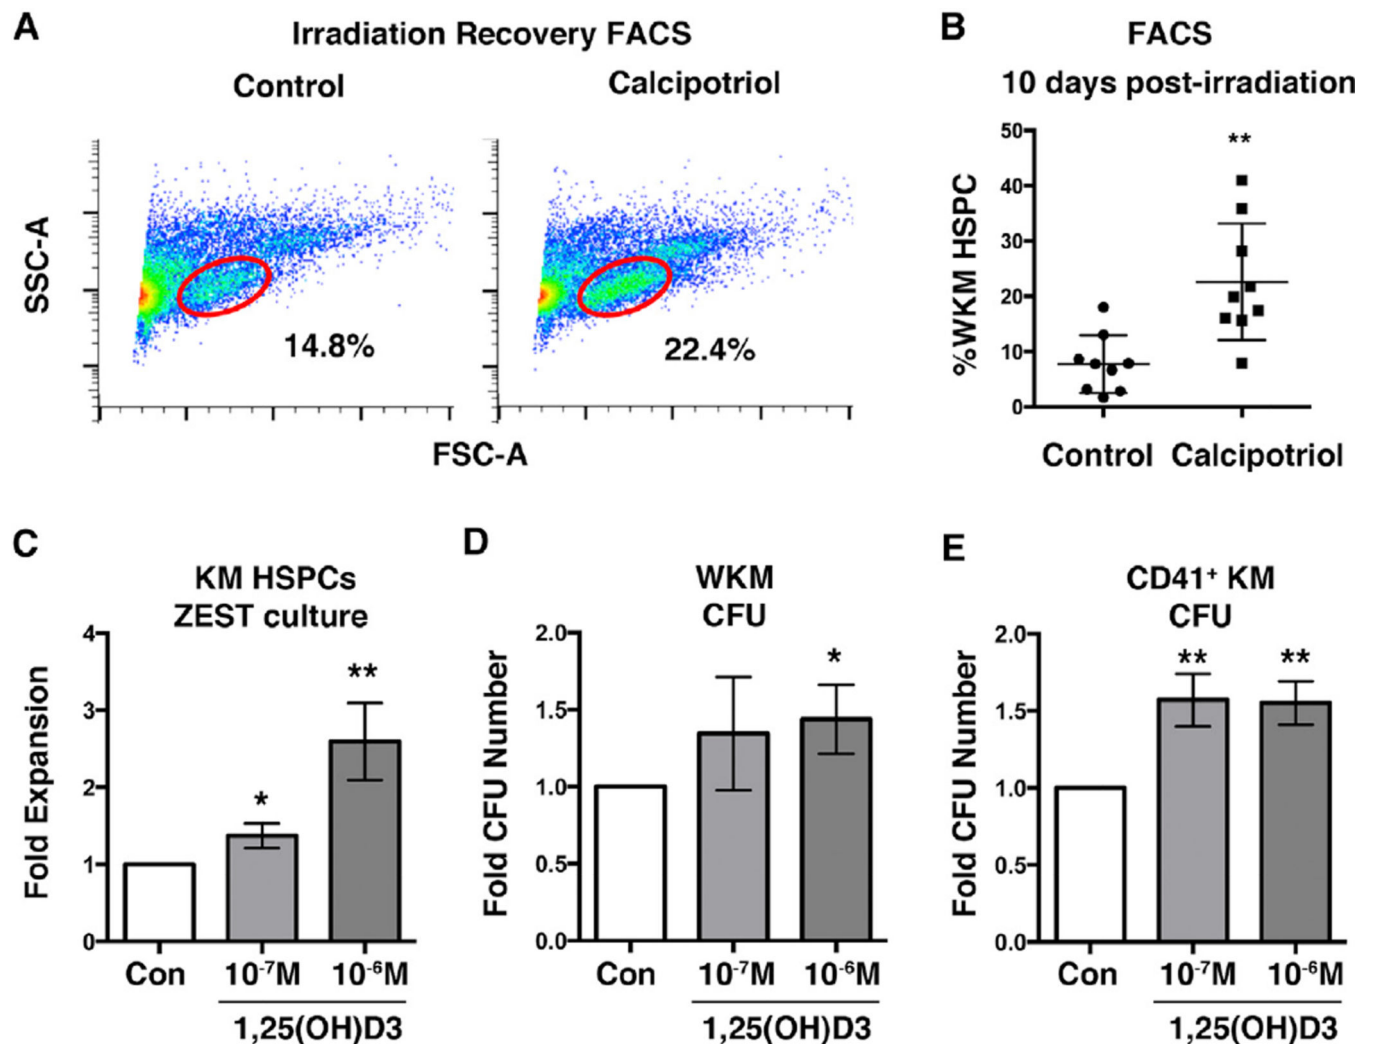 A
Irradiation Recovery FACS
Control
Calcipotriol
SSC-A
14.8%
22.4%
FSC-A
B
FACS
10 days post-irradiation
%WKM HSPC
50
40
30
20
10
0
**
Control
Calcipotriol
C
KM HSPCs
ZEST culture
Fold Expansion
4
3
2
1
0
*
**
Con
10⁻⁷M
10⁻⁶M
1,25(OH)D3
D
WKM
CFU
Fold CFU Number
2.0
1.5
1.0
0.5
0.0
*
Con
10⁻⁷M
10⁻⁶M
1,25(OH)D3
E
CD41⁺ KM
CFU
Fold CFU Number
2.0
1.5
1.0
0.5
0.0
**
**
Con
10⁻⁷M
10⁻⁶M
1,25(OH)D3